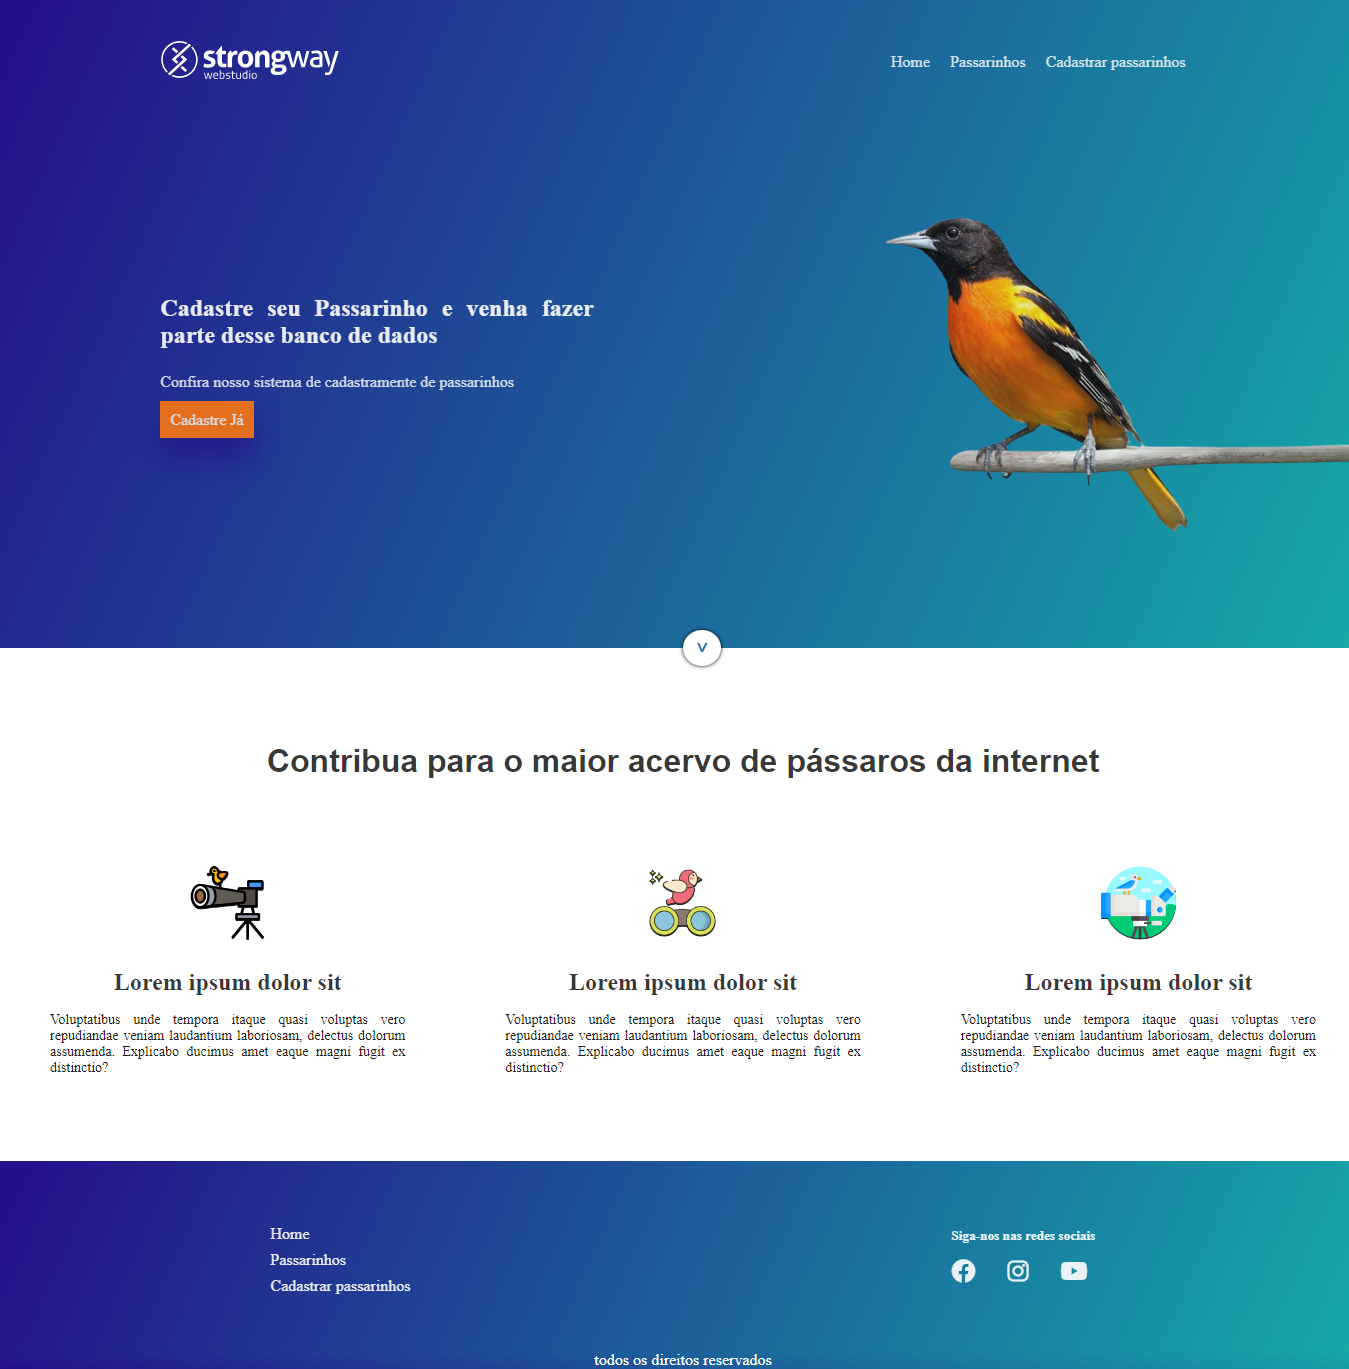 strongway
webstudio
Home Passarinhos Cadastrar passarinhos
Cadastre seu Passarinho e venha fazer
parte desse banco de dados
Confira nosso sistema de cadastramente de passarinhos
Cadastre Já
v
Contribua para o maior acervo de pássaros da internet
Lorem ipsum dolor sit
Voluptatibus unde tempora itaque quasi voluptas vero
repudiandae veniam laudantium laboriosam, delectus dolorum
assumenda. Explicabo ducimus amet eaque magni fugit ex
distinctio?
Lorem ipsum dolor sit
Voluptatibus unde tempora itaque quasi voluptas vero
repudiandae veniam laudantium laboriosam, delectus dolorum
assumenda. Explicabo ducimus amet eaque magni fugit ex
distinctio?
Lorem ipsum dolor sit
Voluptatibus unde tempora itaque quasi voluptas vero
repudiandae veniam laudantium laboriosam, delectus dolorum
assumenda. Explicabo ducimus amet eaque magni fugit ex
distinctio?
Home
Passarinhos
Cadastrar passarinhos
Siga-nos nas redes sociais
todos os direitos reservados